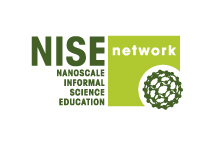 NISE network
NANOSCALE
INFORMAL
SCIENCE
EDUCATION